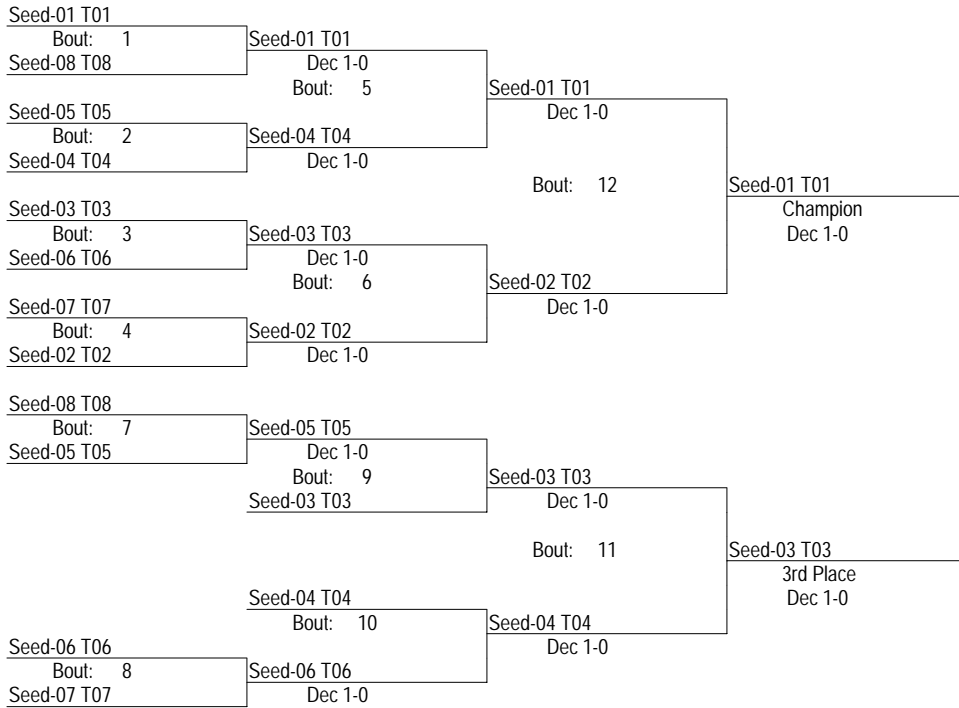 Seed-01 T01
Bout: 1 Seed-01 T01
Seed-08 T08 Dec 1-0
Bout: 5 Seed-01 T01
Seed-05 T05 Dec 1-0
Bout: 2 Seed-04 T04
Seed-04 T04 Dec 1-0
Bout: 12 Seed-01 T01
Seed-03 T03 Champion
Bout: 3 Seed-03 T03 Dec 1-0
Seed-06 T06 Dec 1-0
Bout: 6 Seed-02 T02
Seed-07 T07 Dec 1-0
Bout: 4 Seed-02 T02
Seed-02 T02 Dec 1-0
Seed-08 T08
Bout: 7 Seed-05 T05
Seed-05 T05 Dec 1-0
Bout: 9 Seed-03 T03
Seed-03 T03 Dec 1-0
Bout: 11 Seed-03 T03
3rd Place
Seed-04 T04 Dec 1-0
Bout: 10 Seed-04 T04
Seed-06 T06 Dec 1-0
Bout: 8 Seed-06 T06
Seed-07 T07 Dec 1-0